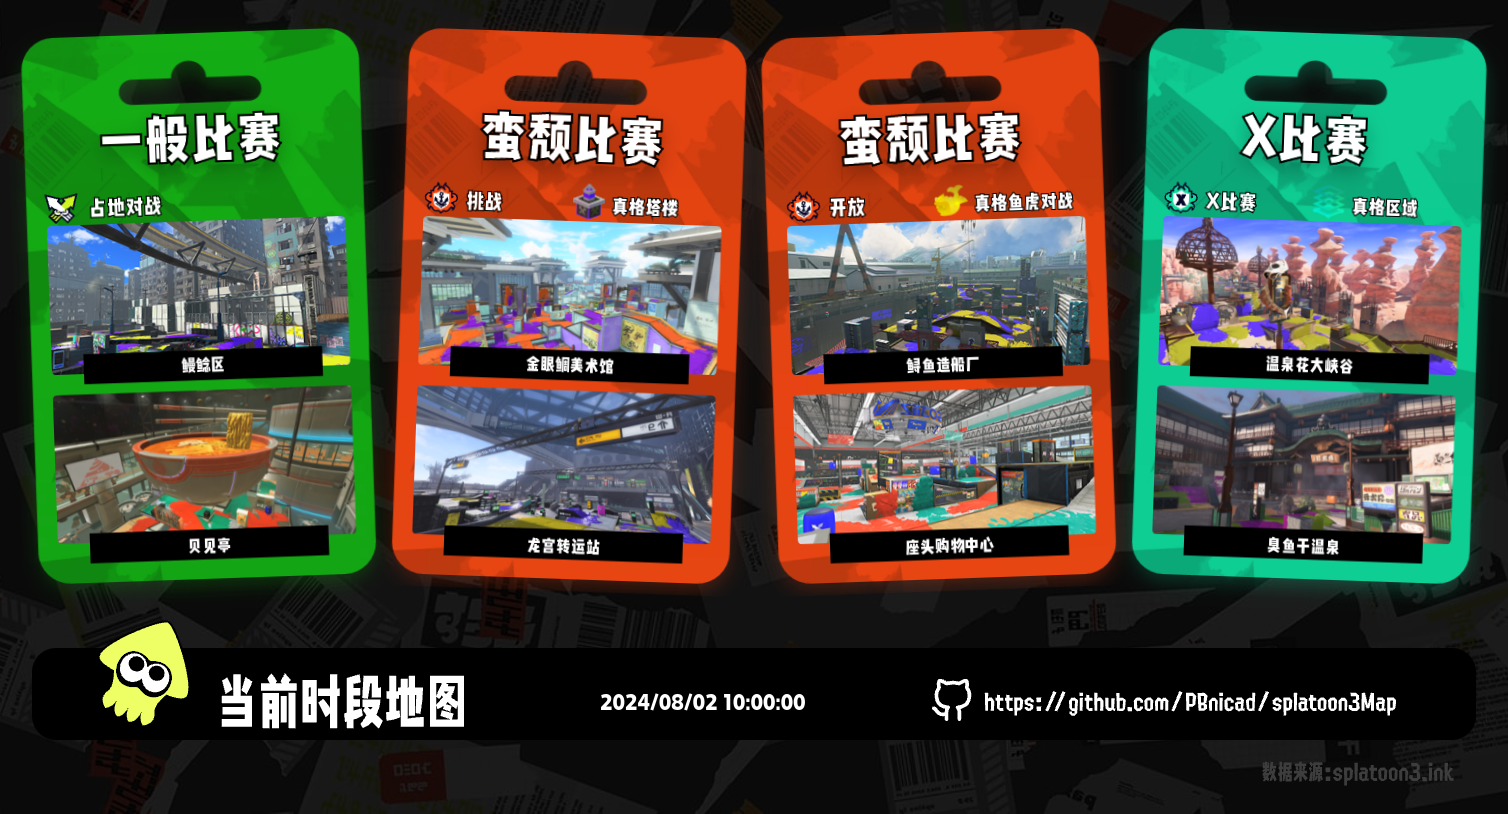 一般比赛
占地对战
鳗鲶区
贝见亭
蛮颓比赛
挑战
真格塔楼
金眼鲷美术馆
龙宫转运站
蛮颓比赛
开放
真格鱼虎对战
鲟鱼造船厂
座头购物中心
X比赛
X比赛
真格区域
温泉花大峡谷
臭鱼干温泉
当前时段地图
2024/08/02 10:00:00
https://github.com/PBnicad/splatoon3Map
数据来源:splatoon3.ink